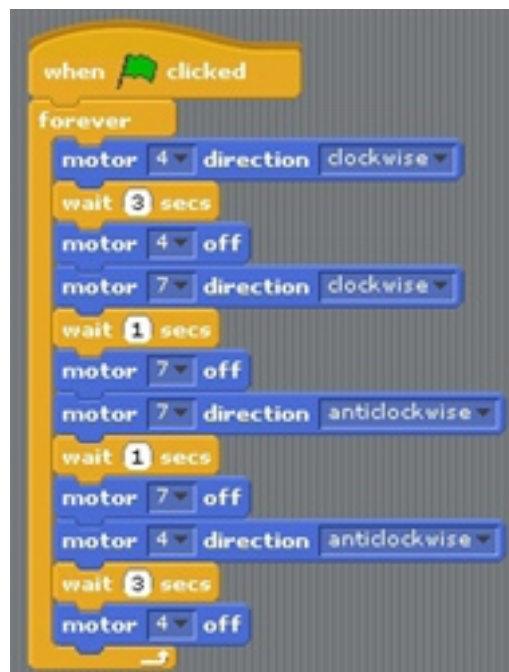 when clicked
forever
motor 4 direction clockwise
wait 3 secs
motor 4 off
motor 7 direction clockwise
wait 1 secs
motor 7 off
motor 7 direction anticlockwise
wait 1 secs
motor 7 off
motor 4 direction anticlockwise
wait 3 secs
motor 4 off